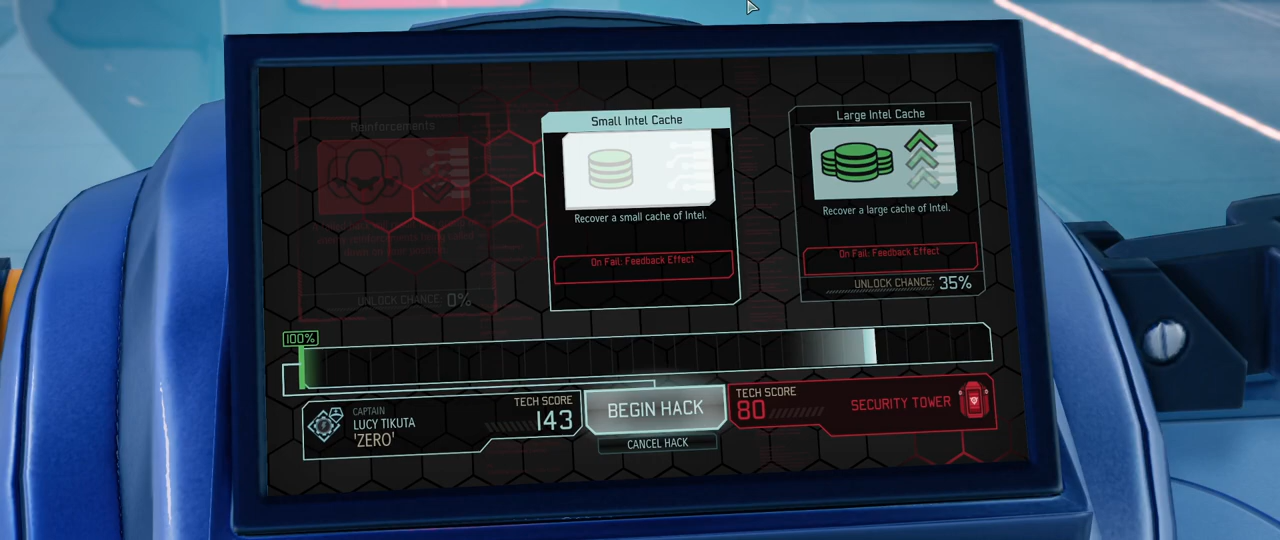 Reinforcements
UNLOCK CHANCE: 0%
Small Intel Cache
Recover a small cache of Intel.
On Fail: Feedback Effect
Large Intel Cache
Recover a large cache of Intel.
On Fail: Feedback Effect
UNLOCK CHANCE: 35%
100%
CAPTAIN
LUCY TIKUTA
'ZERO'
TECH SCORE
143
BEGIN HACK
CANCEL HACK
TECH SCORE
80
SECURITY TOWER